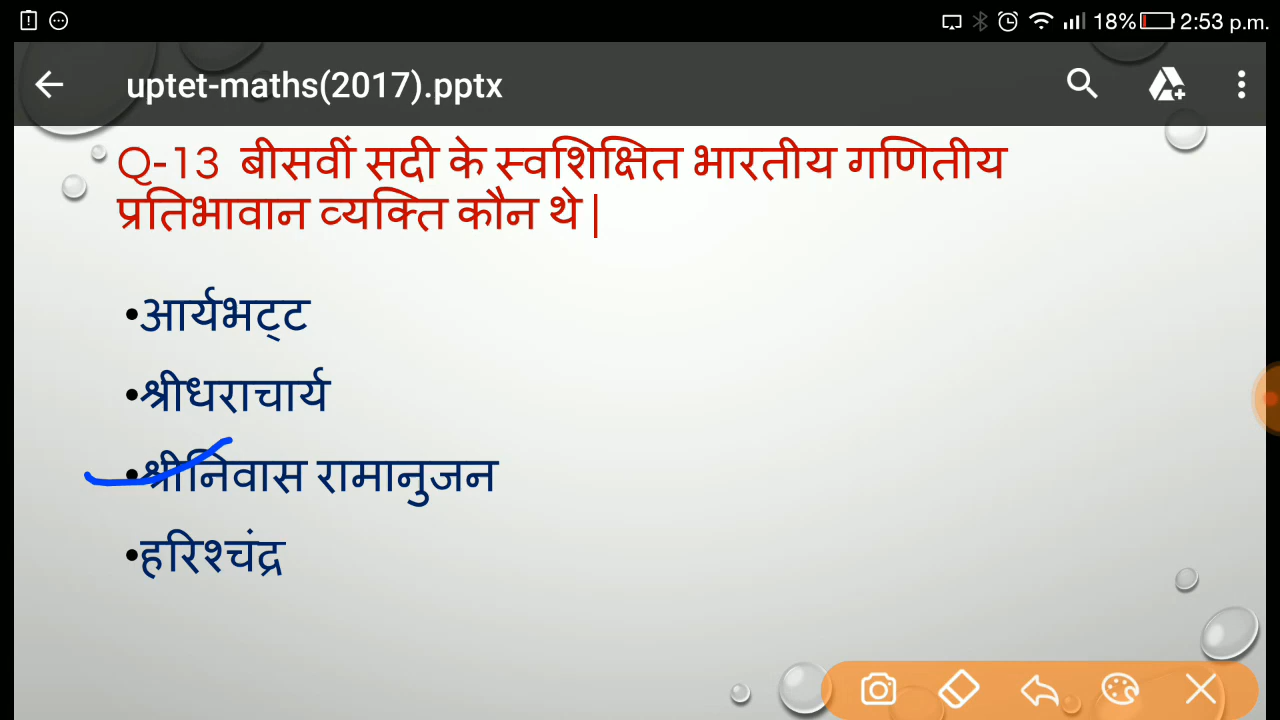 18% 2:53 p.m.
uptet-maths(2017).pptx
Q-13 बीसवीं सदी के स्वशिक्षित भारतीय गणितीय
प्रतिभावान व्यक्ति कौन थे |
•आर्यभट्ट
•श्रीधराचार्य
•श्रीनिवास रामानुजन
•हरिश्चंद्र